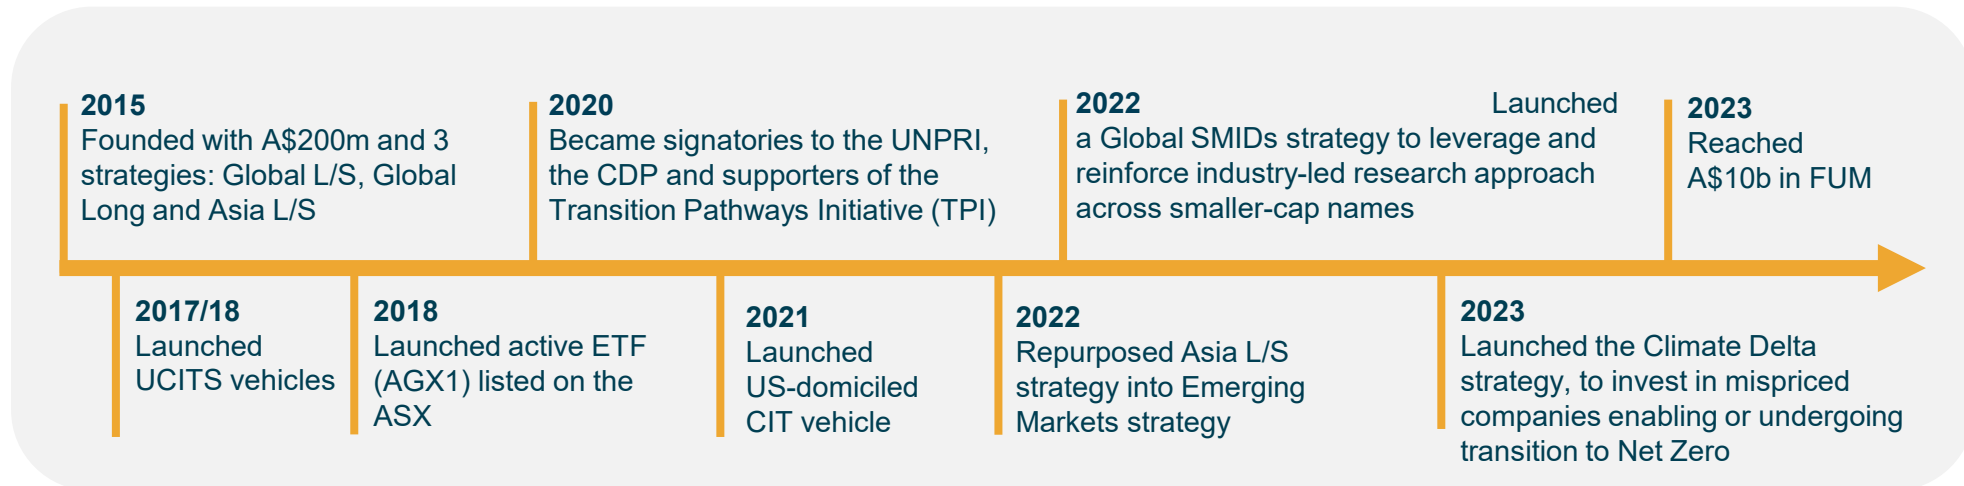 2015
Founded with A$200m and 3
strategies: Global L/S, Global
Long and Asia L/S
2017/18
Launched
UCITS vehicles
2018
Launched active ETF
(AGX1) listed on the
ASX
2020
Became signatories to the UNPRI,
the CDP and supporters of the
Transition Pathways Initiative (TPI)
2021
Launched
US-domiciled
CIT vehicle
2022
Repurposed Asia L/S
strategy into Emerging
Markets strategy
2022 Launched
a Global SMIDs strategy to leverage and
reinforce industry-led research approach
across smaller-cap names
2023
Launched the Climate Delta
strategy, to invest in mispriced
companies enabling or undergoing
transition to Net Zero
2023
Reached
A$10b in FUM